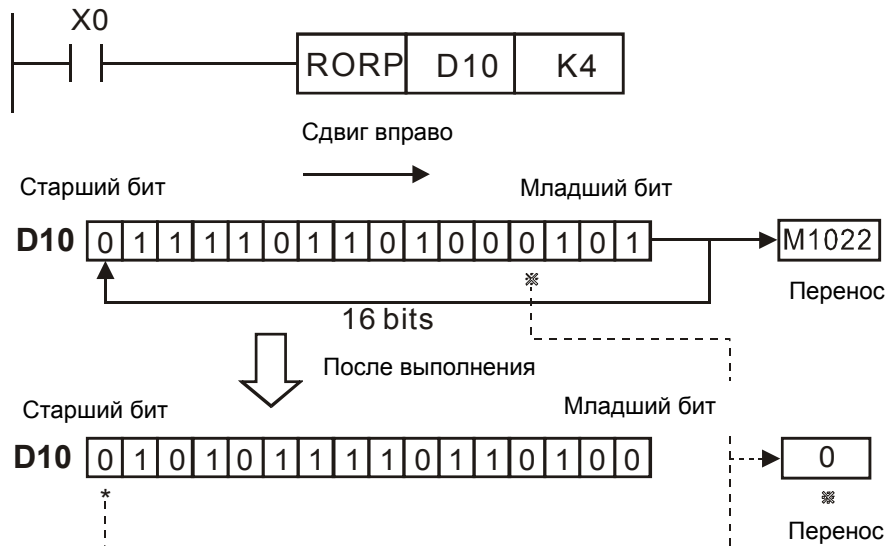 X0
RORP D10 K4
Сдвиг вправо
Старший бит Младший бит
D10 0 1 1 1 1 0 1 1 0 1 0 0 0 1 0 1 M1022
※ Перенос
16 bits
После выполнения
Старший бит Младший бит
D10 0 1 0 1 0 1 1 1 1 0 1 1 0 1 0 0 0
* ※
Перенос